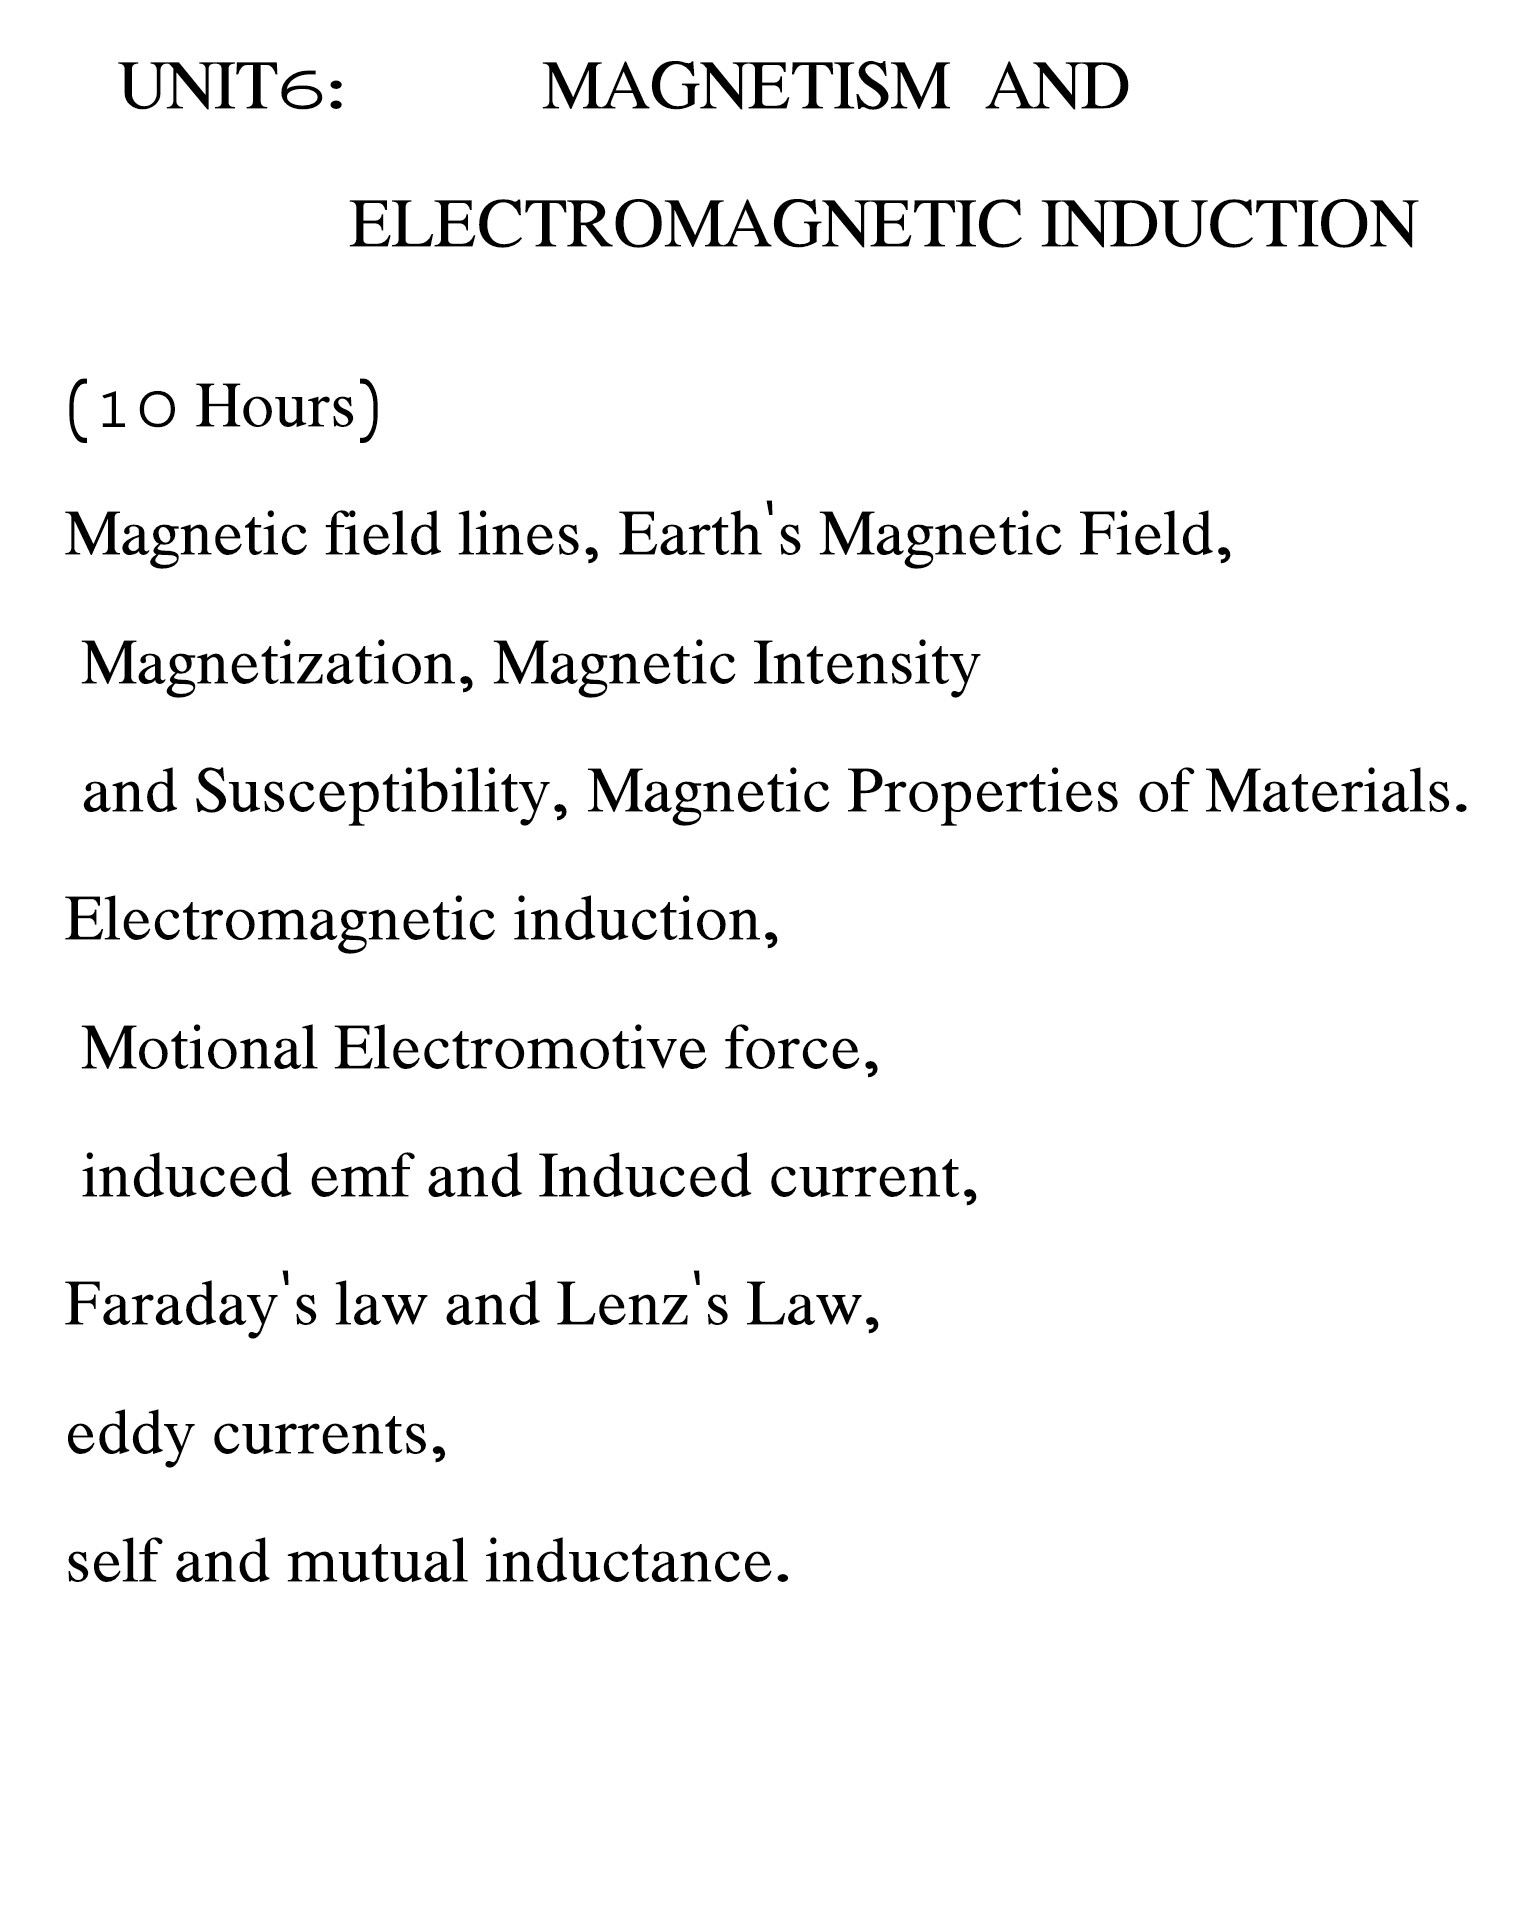 UNIT6: MAGNETISM AND
ELECTROMAGNETIC INDUCTION
(10 Hours)
Magnetic field lines, Earth's Magnetic Field,
Magnetization, Magnetic Intensity
and Susceptibility, Magnetic Properties of Materials.
Electromagnetic induction,
Motional Electromotive force,
induced emf and Induced current,
Faraday's law and Lenz's Law,
eddy currents,
self and mutual inductance.